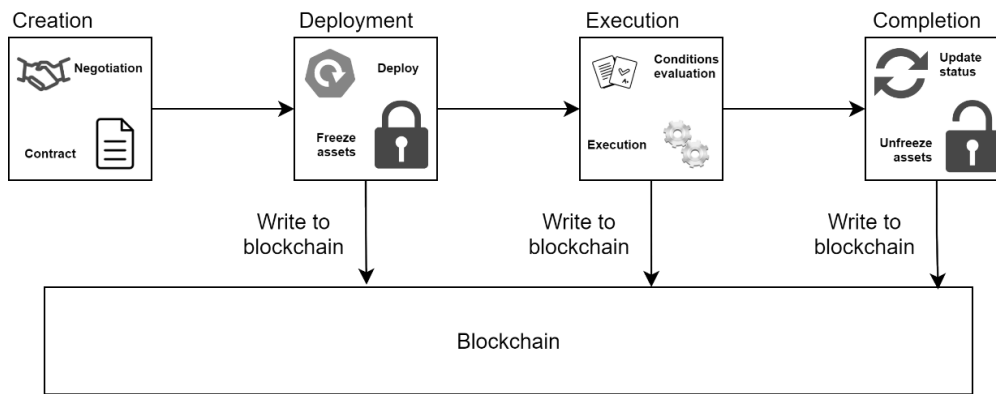 Creation
Deployment
Execution
Completion
Negotiation
Contract
Deploy
Freeze
assets
Conditions
evaluation
Execution
Update
status
Unfreeze
assets
Write to
blockchain
Write to
blockchain
Write to
blockchain
Blockchain